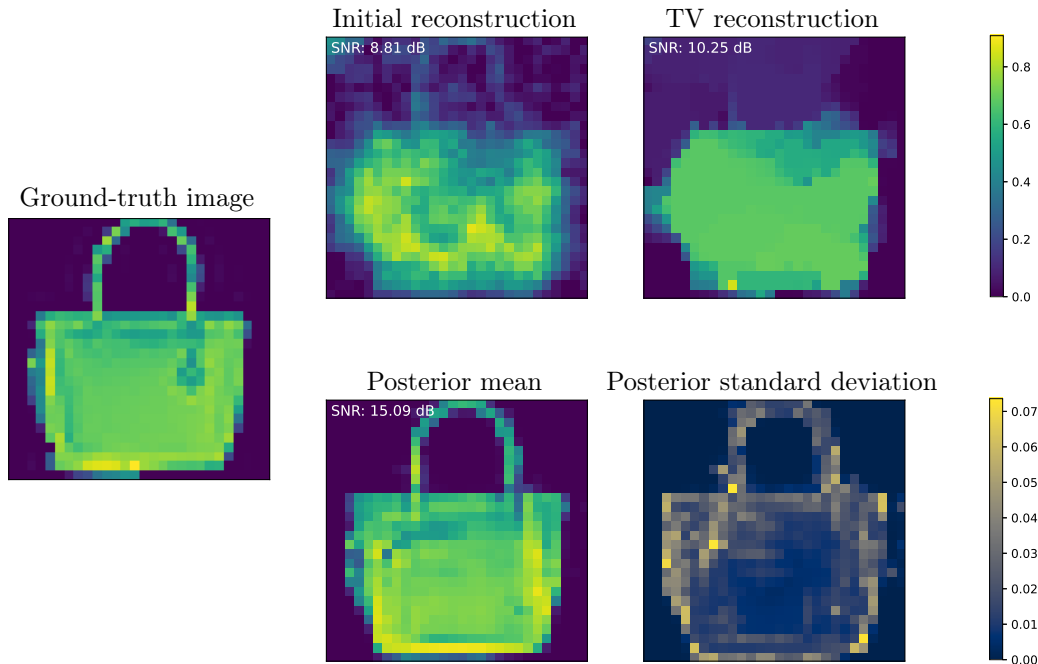 Initial reconstruction
TV reconstruction
SNR: 8.81 dB
SNR: 10.25 dB
0.8
0.6
0.4
0.2
0.0
Ground-truth image
Posterior mean
Posterior standard deviation
SNR: 15.09 dB
0.07
0.06
0.05
0.04
0.03
0.02
0.01
0.00